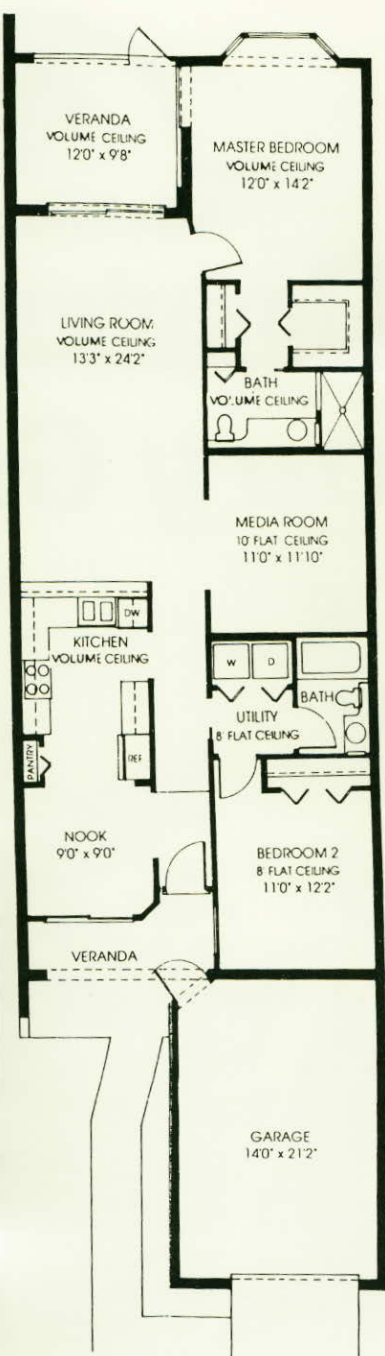 VERANDA
VOLUME CEILING
12'0" x 9'8"
MASTER BEDROOM
VOLUME CEILING
12'0" x 14'2"
LIVING ROOM
VOLUME CEILING
13'3" x 24'2"
BATH
VOLUME CEILING
MEDIA ROOM
10' FLAT CEILING
11'0" x 11'10"
DW
KITCHEN
VOLUME CEILING
W
D
BATH
UTILITY
8' FLAT CEILING
PANTRY
REF
NOOK
9'0" x 9'0"
BEDROOM 2
8' FLAT CEILING
11'0" x 12'2"
VERANDA
GARAGE
14'0" x 21'2"